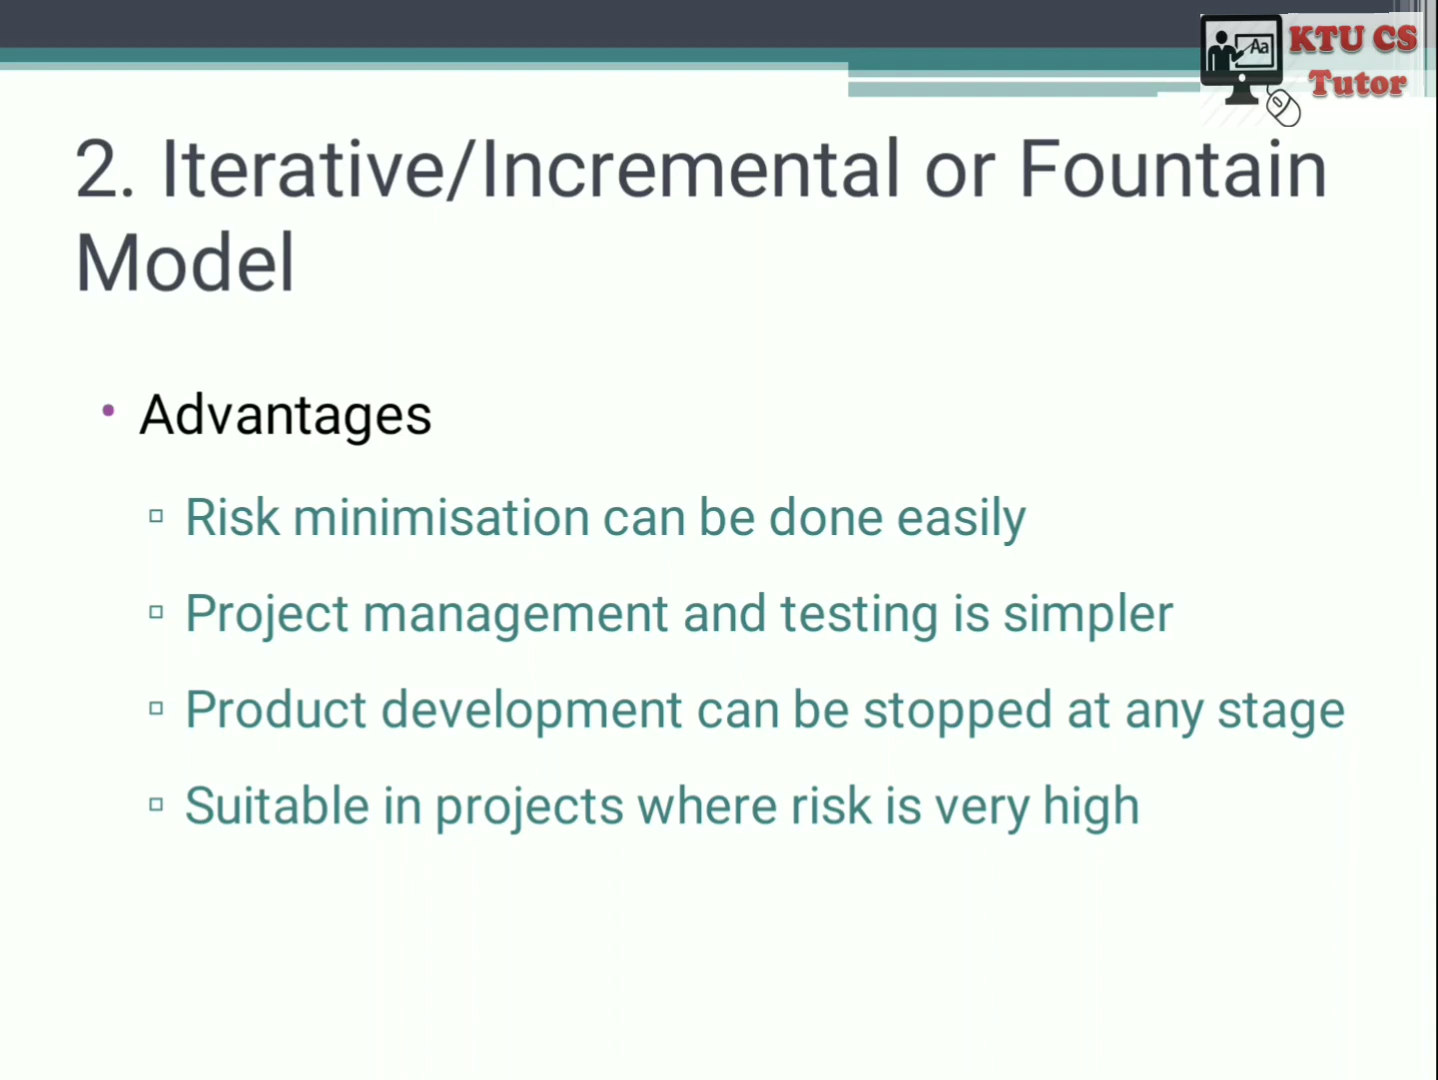 Aa
KTU CS
Tutor
2. Iterative/Incremental or Fountain
Model
• Advantages
▫ Risk minimisation can be done easily
▫ Project management and testing is simpler
▫ Product development can be stopped at any stage
▫ Suitable in projects where risk is very high